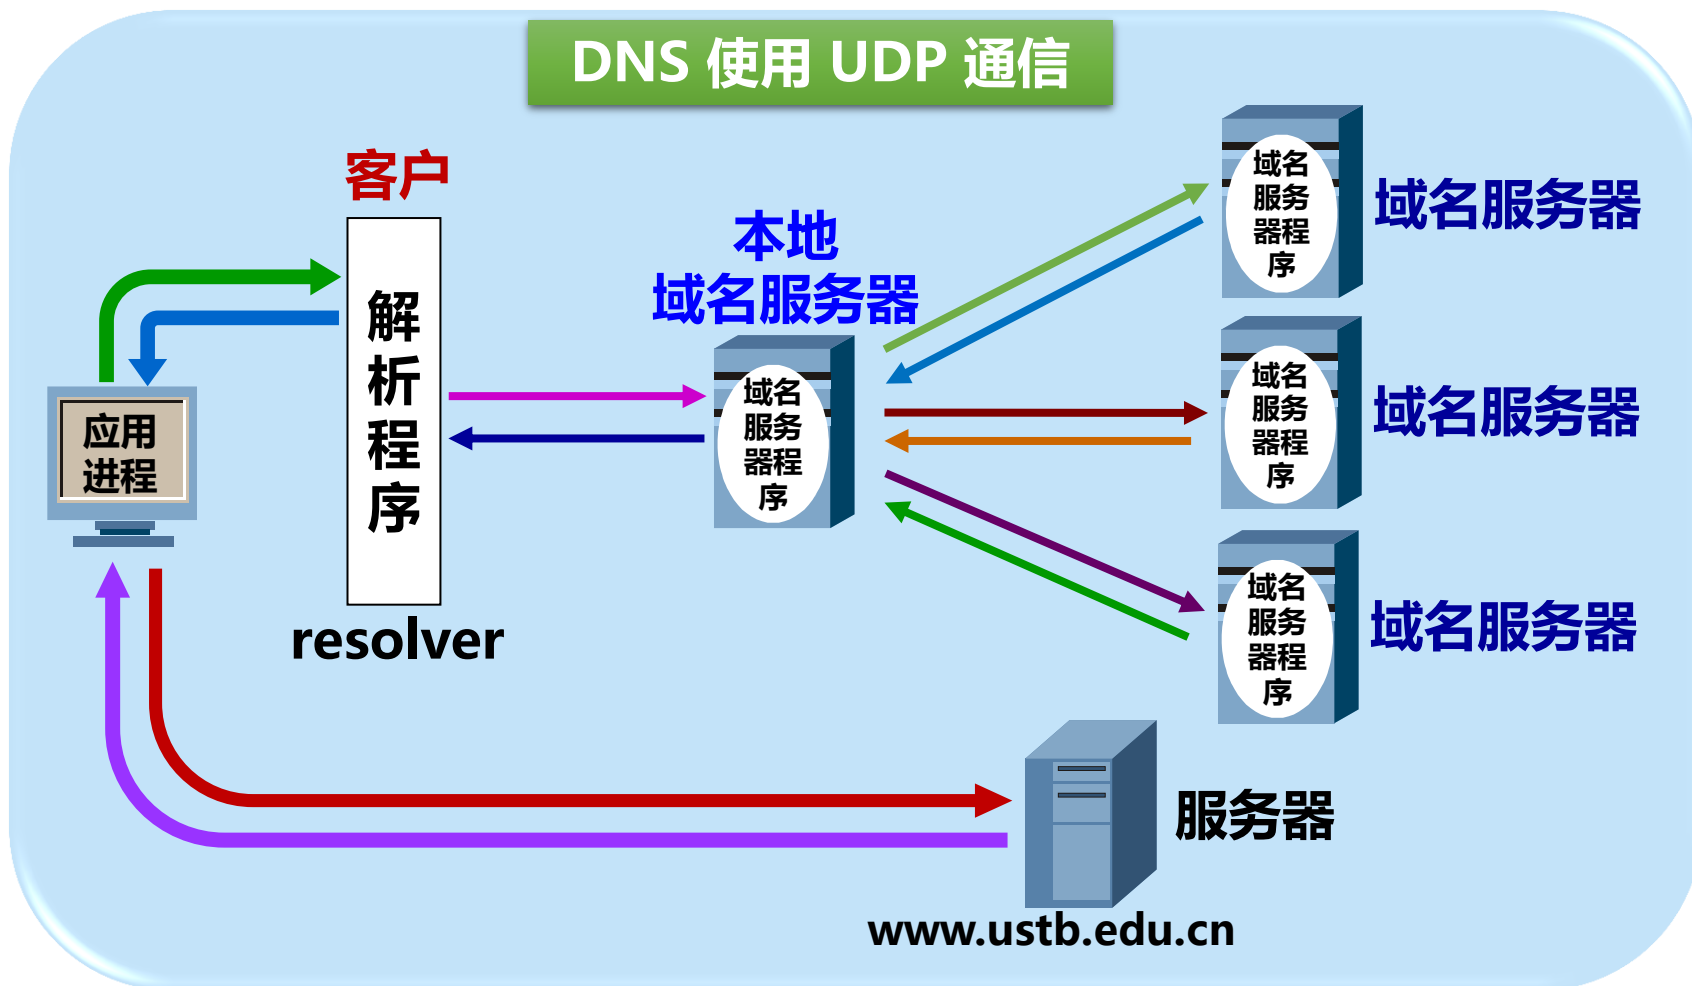 DNS 使用 UDP 通信
客户
解
析
程
序
resolver
应用
进程
本地
域名服务器
域名
服务
器程
序
域名
服务
器程
序
域名服务器
域名
服务
器程
序
域名服务器
域名
服务
器程
序
域名服务器
服务器
www.ustb.edu.cn